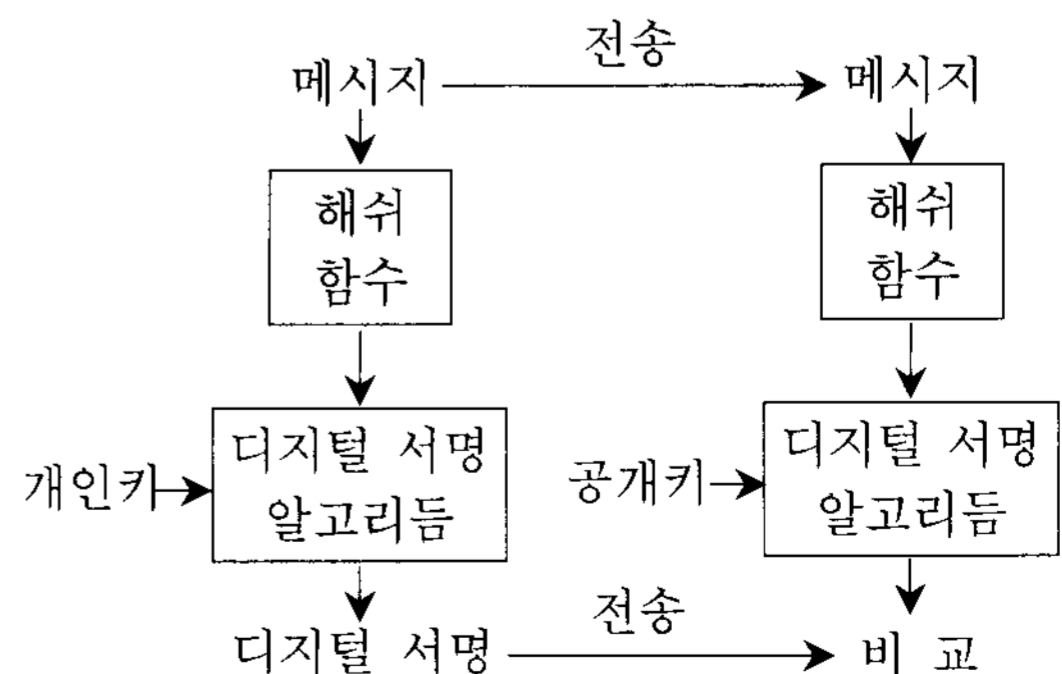 전송
메시지
메시지
해쉬
함수
해쉬
함수
개인키
디지털 서명
알고리듬
공개키
디지털 서명
알고리듬
디지털 서명
전송
비 교